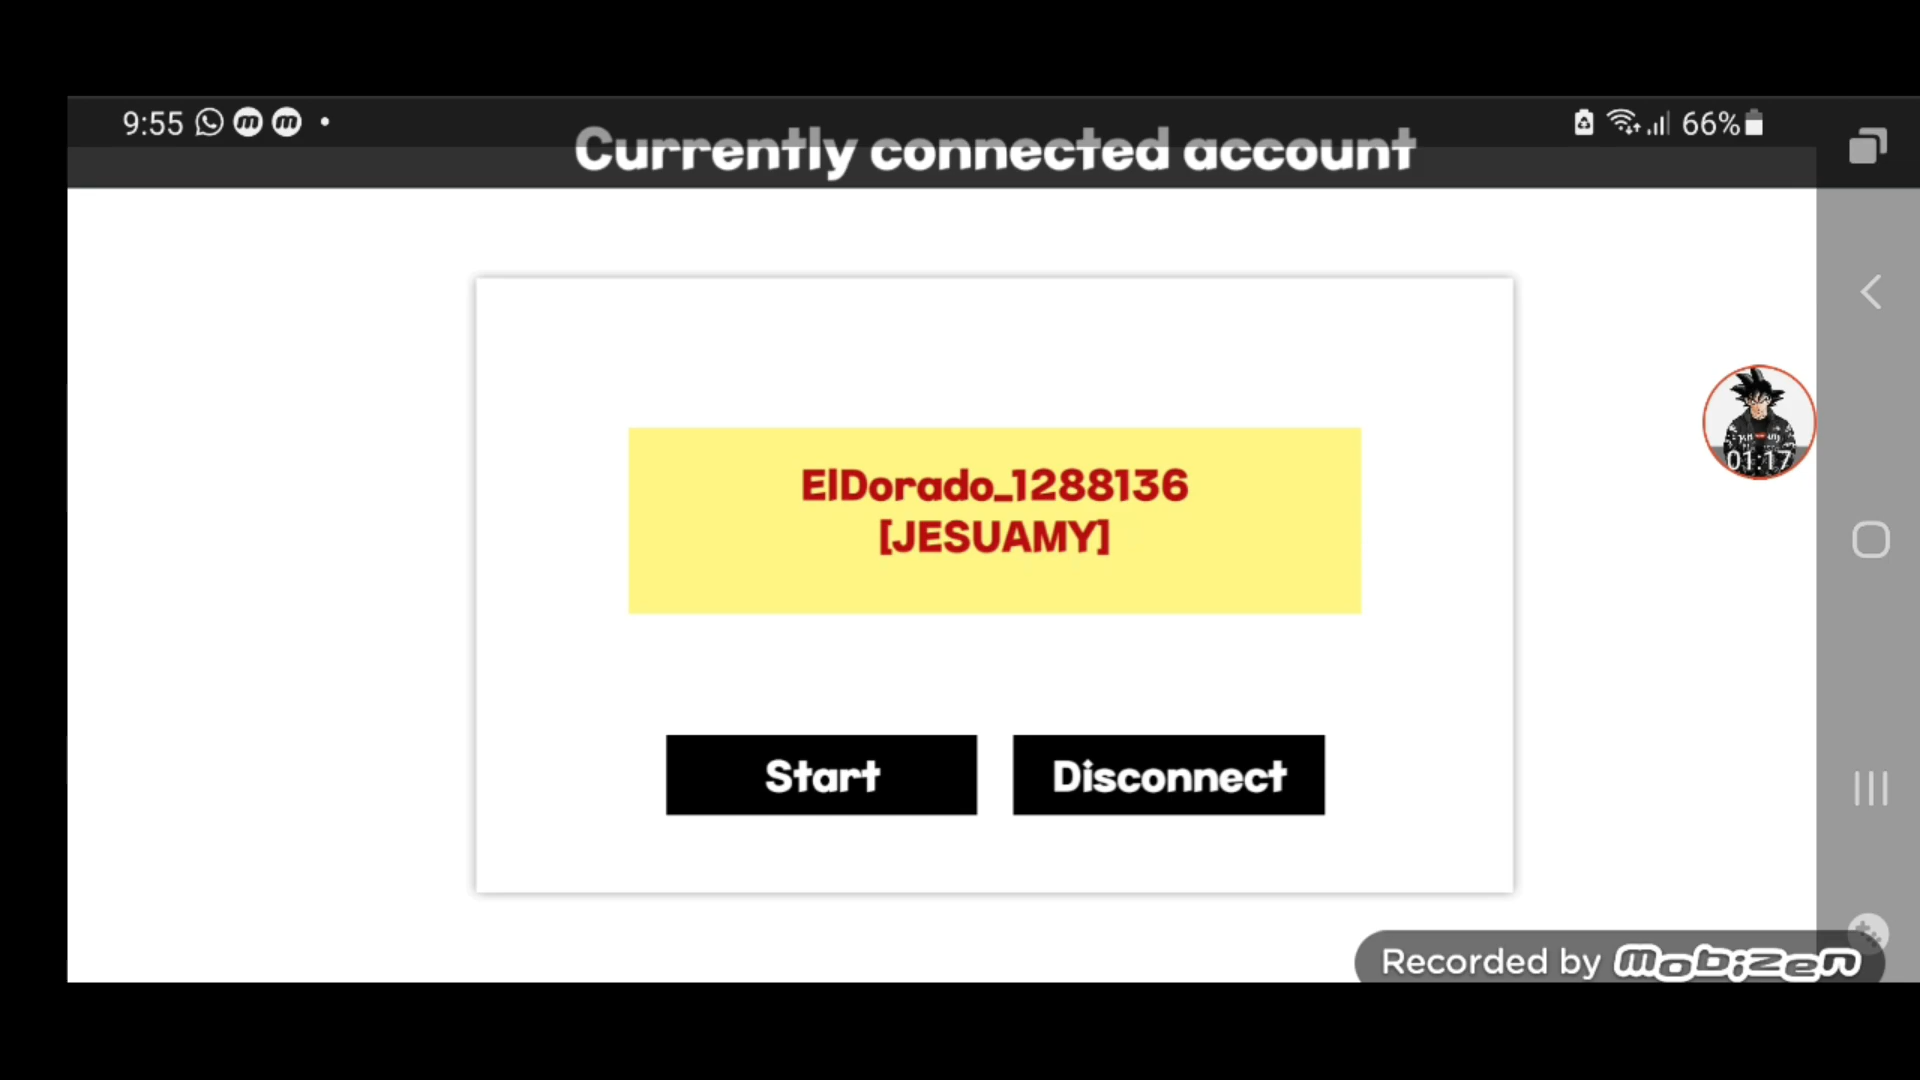 9:55
66%
Currently connected account
ElDorado_1288136
[JESUAMY]
01:17
Start
Disconnect
Recorded by mobizen